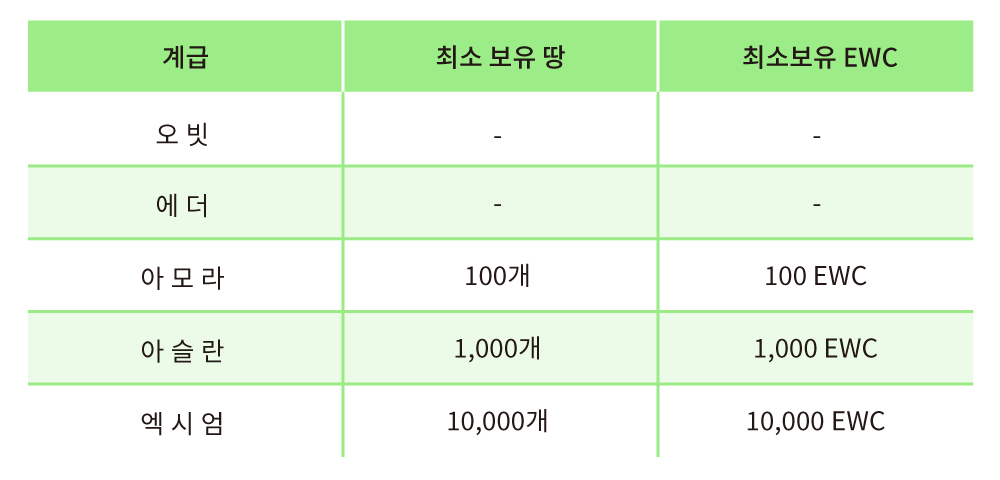 계급 최소 보유 땅 최소보유 EWC
오 빗 - -
에 더 - -
아 모 라 100개 100 EWC
아 슬 란 1,000개 1,000 EWC
엑 시 엄 10,000개 10,000 EWC